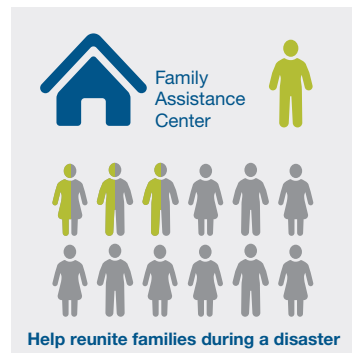 Family
Assistance
Center
Help reunite families during a disaster